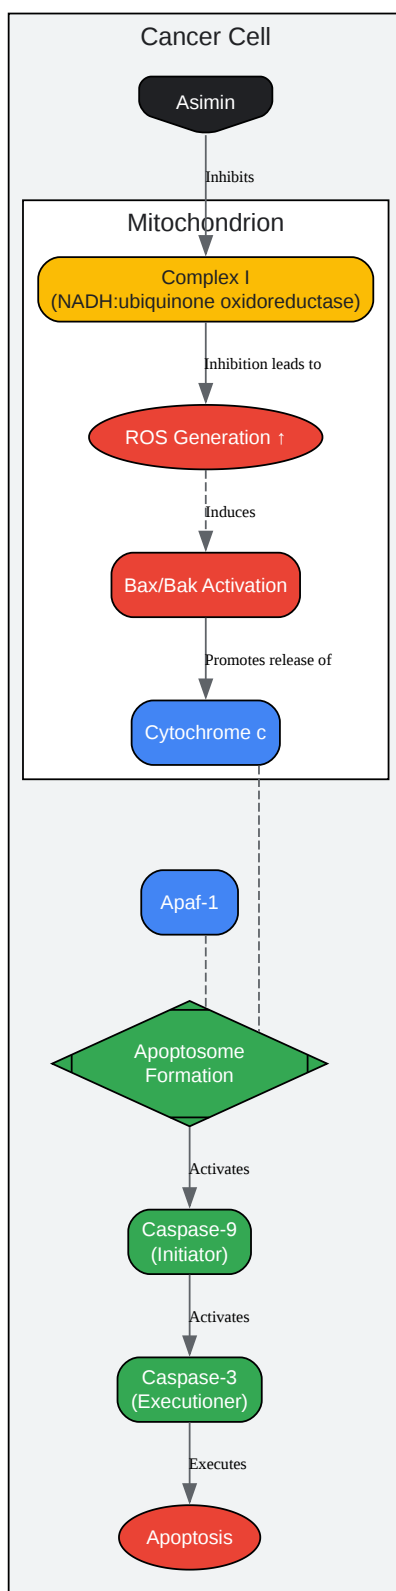 Cancer Cell
Asimin
Inhibits
Mitochondrion
Complex I
(NADH:ubiquinone oxidoreductase)
Inhibition leads to
ROS Generation ↑
Induces
Bax/Bak Activation
Promotes release of
Cytochrome c
Apaf-1
Apoptosome
Formation
Activates
Caspase-9
(Initiator)
Activates
Caspase-3
(Executioner)
Executes
Apoptosis